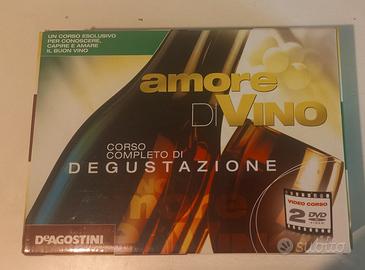 UN CORSO ESCLUSIVO
PER CONOSCERE,
CAPIRE E AMARE
IL BUON VINO
amore
DI VINO
CORSO
COMPLETO DI
DEGUSTAZIONE
VIDEO CORSO
2 DVD
DEAGOSTINI
subito